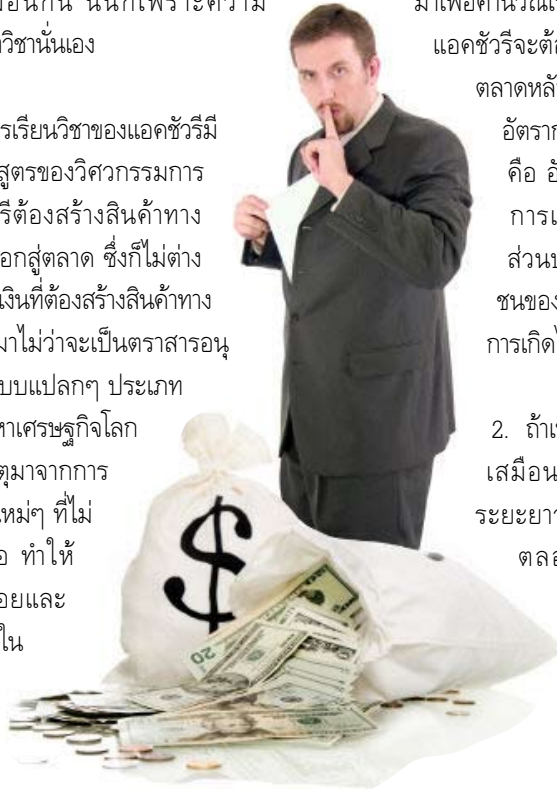 นั่นก็เพราะความ
วิชานั่นเอง
รเรียนวิชาของแอคชัวรีมี
สูตรของวิศวกรรมการ
รีต้องสร้างสินค้าทาง
อกสู่ตลาด ซึ่งก็ไม่ต่าง
เงินที่ต้องสร้างสินค้าทาง
มาไม่ว่าจะเป็นตราสารอนุ
บบแปลกๆ ประเภท
หาเศรษฐกิจโลก
ตุมาจากการ
ใหม่ๆ ที่ไม่
อ ทำให้
อยและ
ใน
มาเพื่อคำนวณเ
แอคชัวรีจะต้อ
ตลาดหลั
อัตราก
คือ อั
การเ
ส่วนบ
ชนของ
การเกิดไ
2. ถ้าเ
เสมือน
ระยะยา
ตลอ
$
20